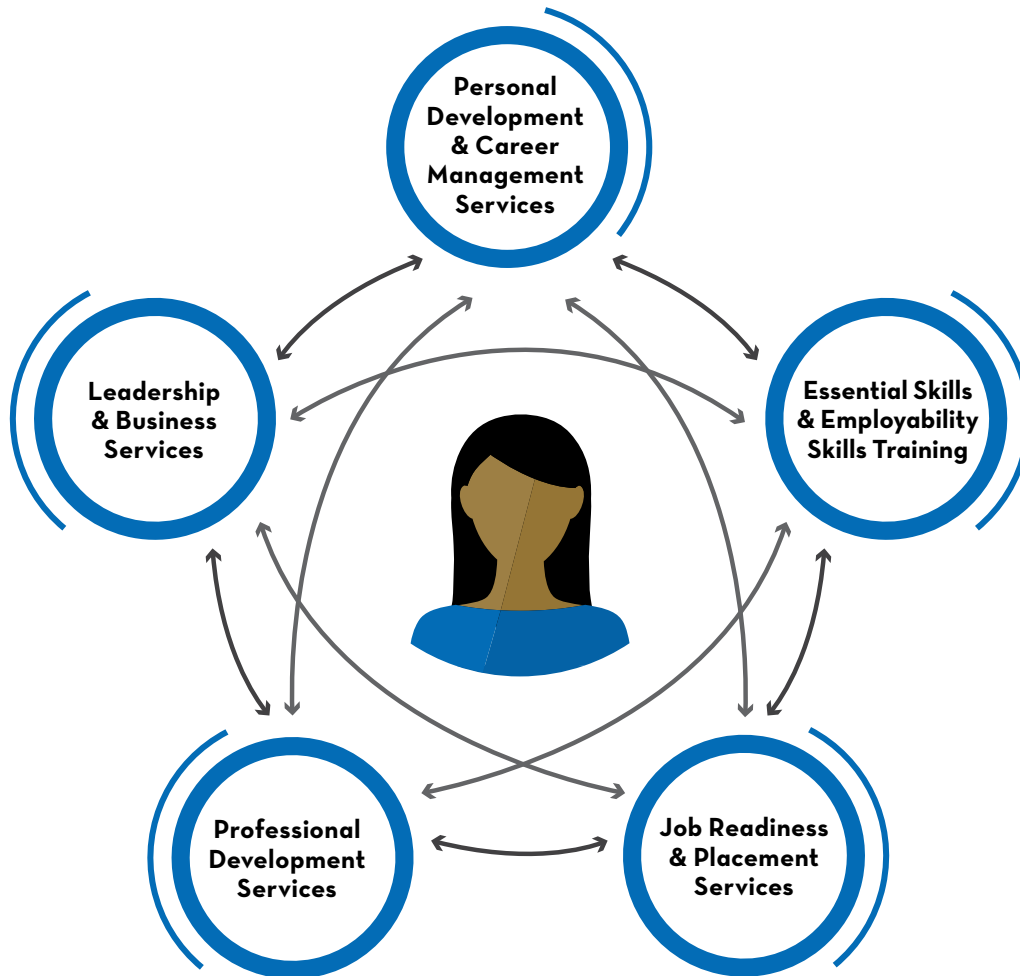 Personal
Development
& Career
Management
Services
Leadership
& Business
Services
Essential Skills
& Employability
Skills Training
Professional
Development
Services
Job Readiness
& Placement
Services